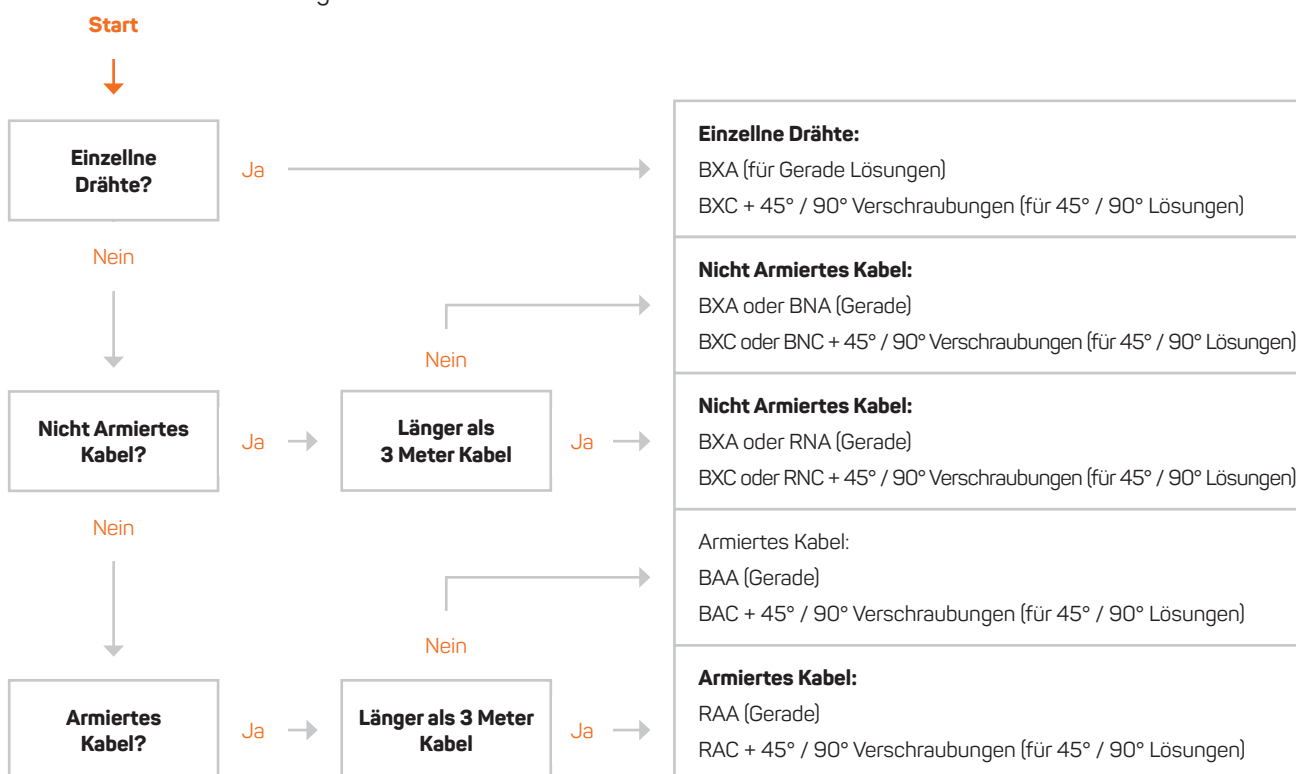 Start
Einzellne
Drähte?
Ja
Einzellne Drähte:
BXA (für Gerade Lösungen)
BXC + 45° / 90° Verschraubungen (für 45° / 90° Lösungen)
Nein
Nicht Armiertes Kabel:
BXA oder BNA (Gerade)
BXC oder BNC + 45° / 90° Verschraubungen (für 45° / 90° Lösungen)
Nein
Nicht Armiertes
Kabel?
Ja
Länger als
3 Meter Kabel
Ja
Nicht Armiertes Kabel:
BXA oder RNA (Gerade)
BXC oder RNC + 45° / 90° Verschraubungen (für 45° / 90° Lösungen)
Nein
Armiertes Kabel:
BAA (Gerade)
BAC + 45° / 90° Verschraubungen (für 45° / 90° Lösungen)
Nein
Armiertes
Kabel?
Ja
Länger als 3 Meter
Kabel
Ja
Armiertes Kabel:
RAA (Gerade)
RAC + 45° / 90° Verschraubungen (für 45° / 90° Lösungen)